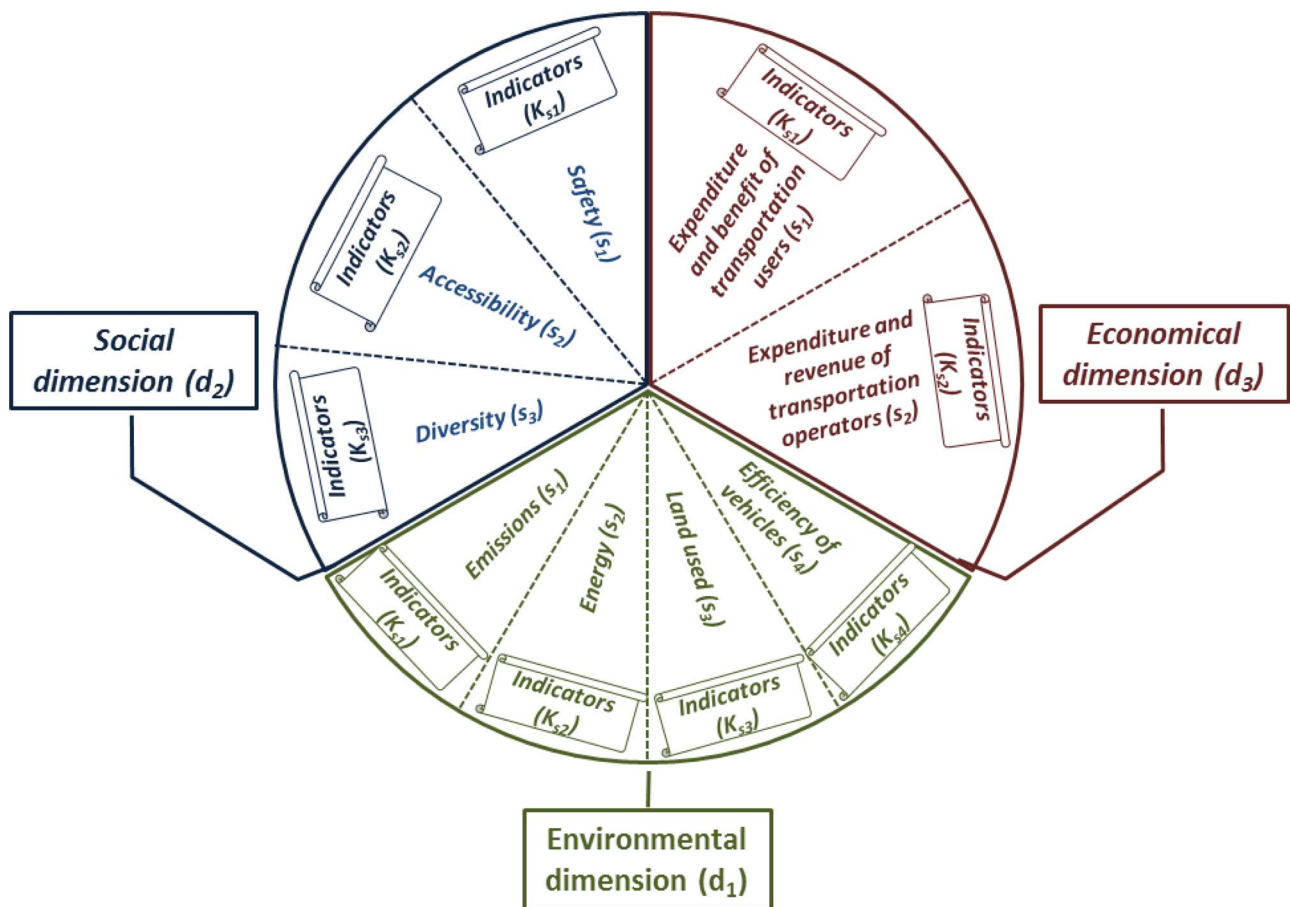 Indicators
(Ks1)
Safety (s1)
Indicators
(Ks2)
Accessibility (s2)
Indicators
(Ks3)
Diversity (s3)
Social
dimension (d2)
Indicators
(Ks1)
Expenditure
and benefit of
transportation
users (s1)
Indicators
(Ks2)
Expenditure and
revenue of
transportation
operators (s2)
Economical
dimension (d3)
Emissions (s1)
Indicators
(Ks1)
Energy (s2)
Indicators
(Ks2)
Land used (s3)
Indicators
(Ks3)
Efficiency of
vehicles (s4)
Indicators
(Ks4)
Environmental
dimension (d1)